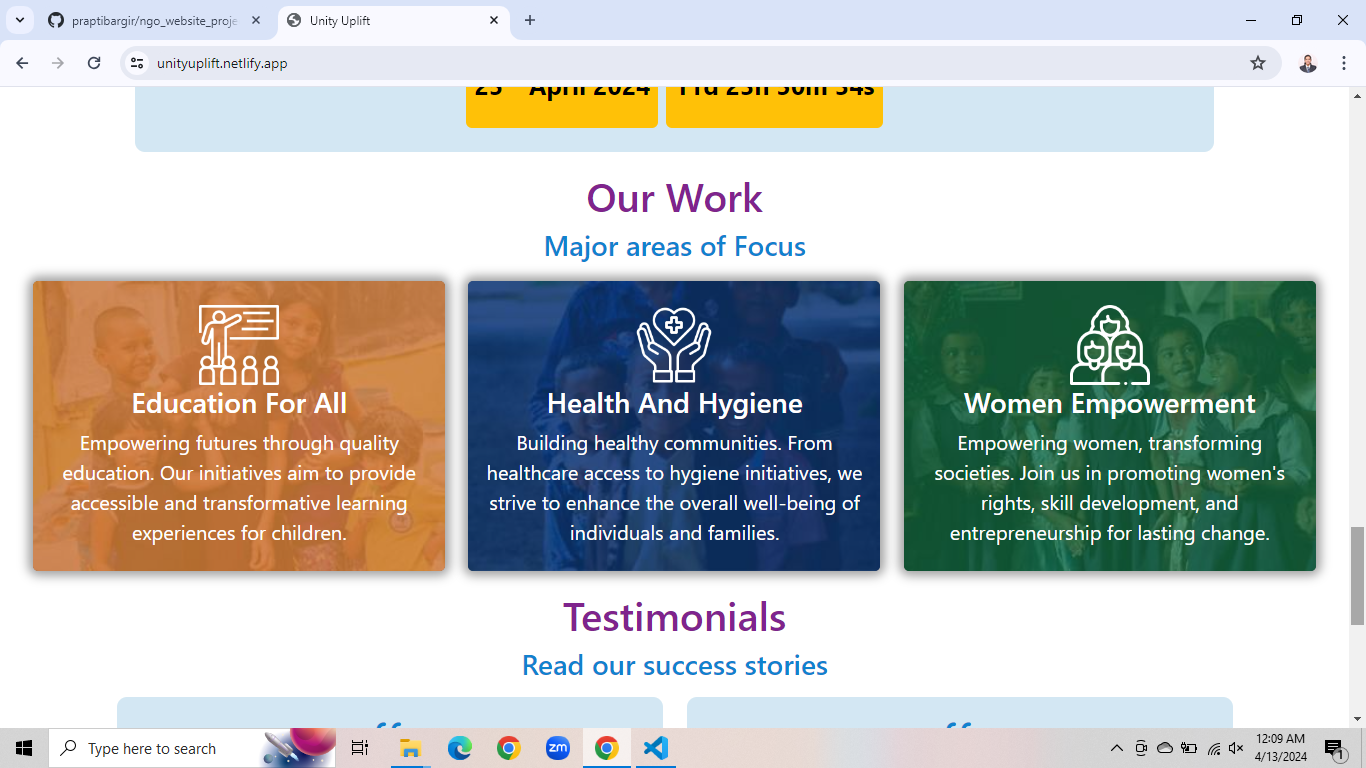 praptibargir/ngo_website_proje
Unity Uplift
unityuplift.netlify.app
April 2024
Our Work
Major areas of Focus
Education For All
Empowering futures through quality
education. Our initiatives aim to provide
accessible and transformative learning
experiences for children.
Health And Hygiene
Building healthy communities. From
healthcare access to hygiene initiatives, we
strive to enhance the overall well-being of
individuals and families.
Women Empowerment
Empowering women, transforming
societies. Join us in promoting women's
rights, skill development, and
entrepreneurship for lasting change.
Testimonials
Read our success stories
Type here to search
zm
12:09 AM
4/13/2024
1